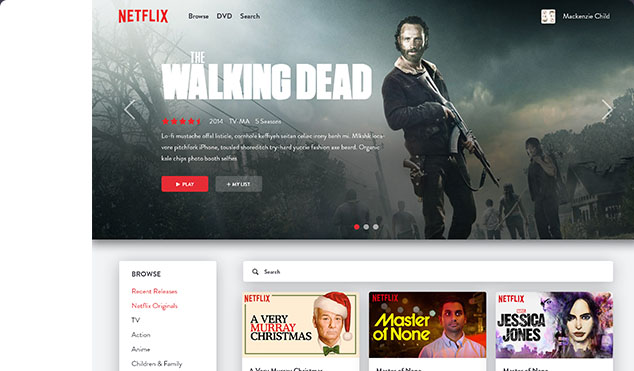 NETFLIX Browse DVD Search Mackenzie Child
THE
WALKING DEAD
2014 TV-MA 5 Seasons
Lo-fi mustache offal listicle, cornhole keffiyeh seitan celiac irony banh mi. Mikshk loca-
vore pitchfork iPhone, tousled shoreditch try-hard yuccie fashion axe beard. Organic
kale chips photo booth selfies
PLAY + MY LIST
BROWSE
Recent Releases
Netflix Originals
TV
Action
Anime
Children & Family
Search
NETFLIX
A VERY
MURRAY
CHRISTMAS
A Very Murray Christmas
NETFLIX
Master
of None
Master of None
NETFLIX
MARVEL
JESSICA
JONES
Jessica Jones